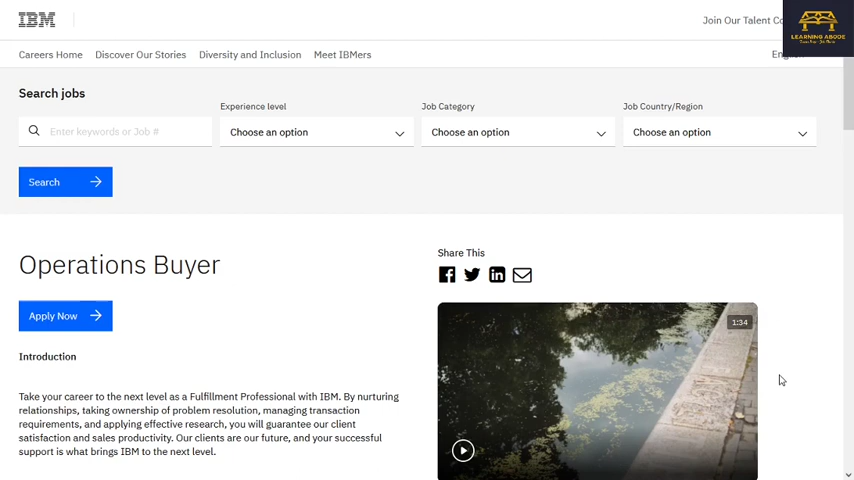 IBM
Join Our Talent
LEARNING ABODE
Careers Home
Discover Our Stories
Diversity and Inclusion
Meet IBMers
Search jobs
Experience level
Job Category
Job Country/Region
Enter keywords or Job #
Choose an option
Choose an option
Choose an option
Search
Operations Buyer
Share This
Apply Now
1:34
Introduction
Take your career to the next level as a Fulfillment Professional with IBM. By nurturing
relationships, taking ownership of problem resolution, managing transaction
requirements, and applying effective research, you will guarantee our client
satisfaction and sales productivity. Our clients are our future, and your successful
support is what brings IBM to the next level.